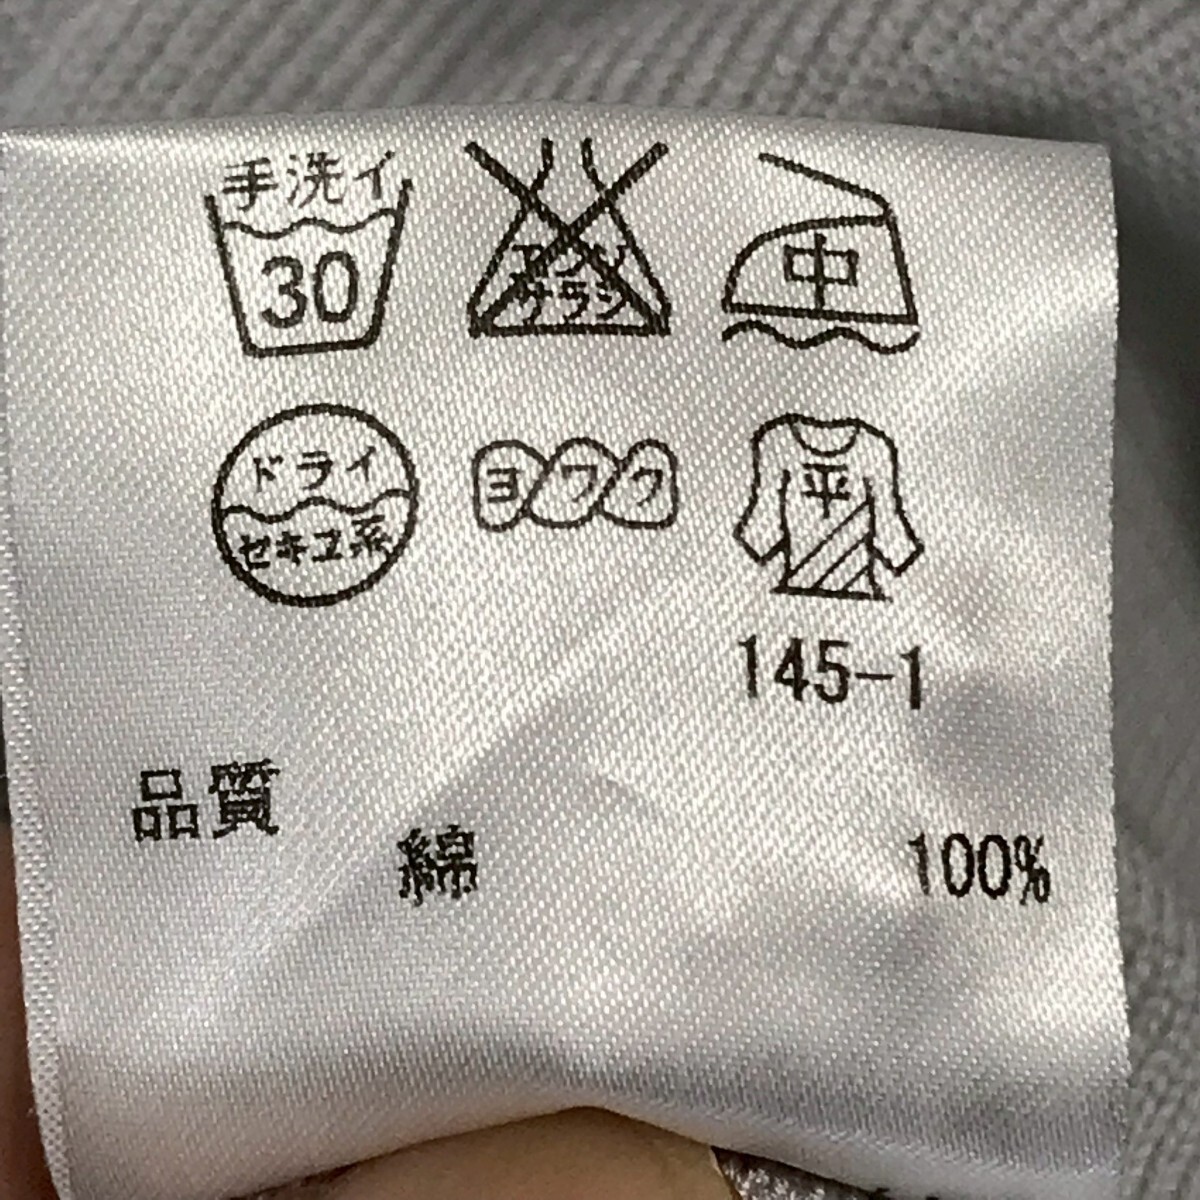 手洗イ
30
エンソ
サラシ
中
ドライ
セキユ系
ヨワク
平
145-1
品質
綿 100%